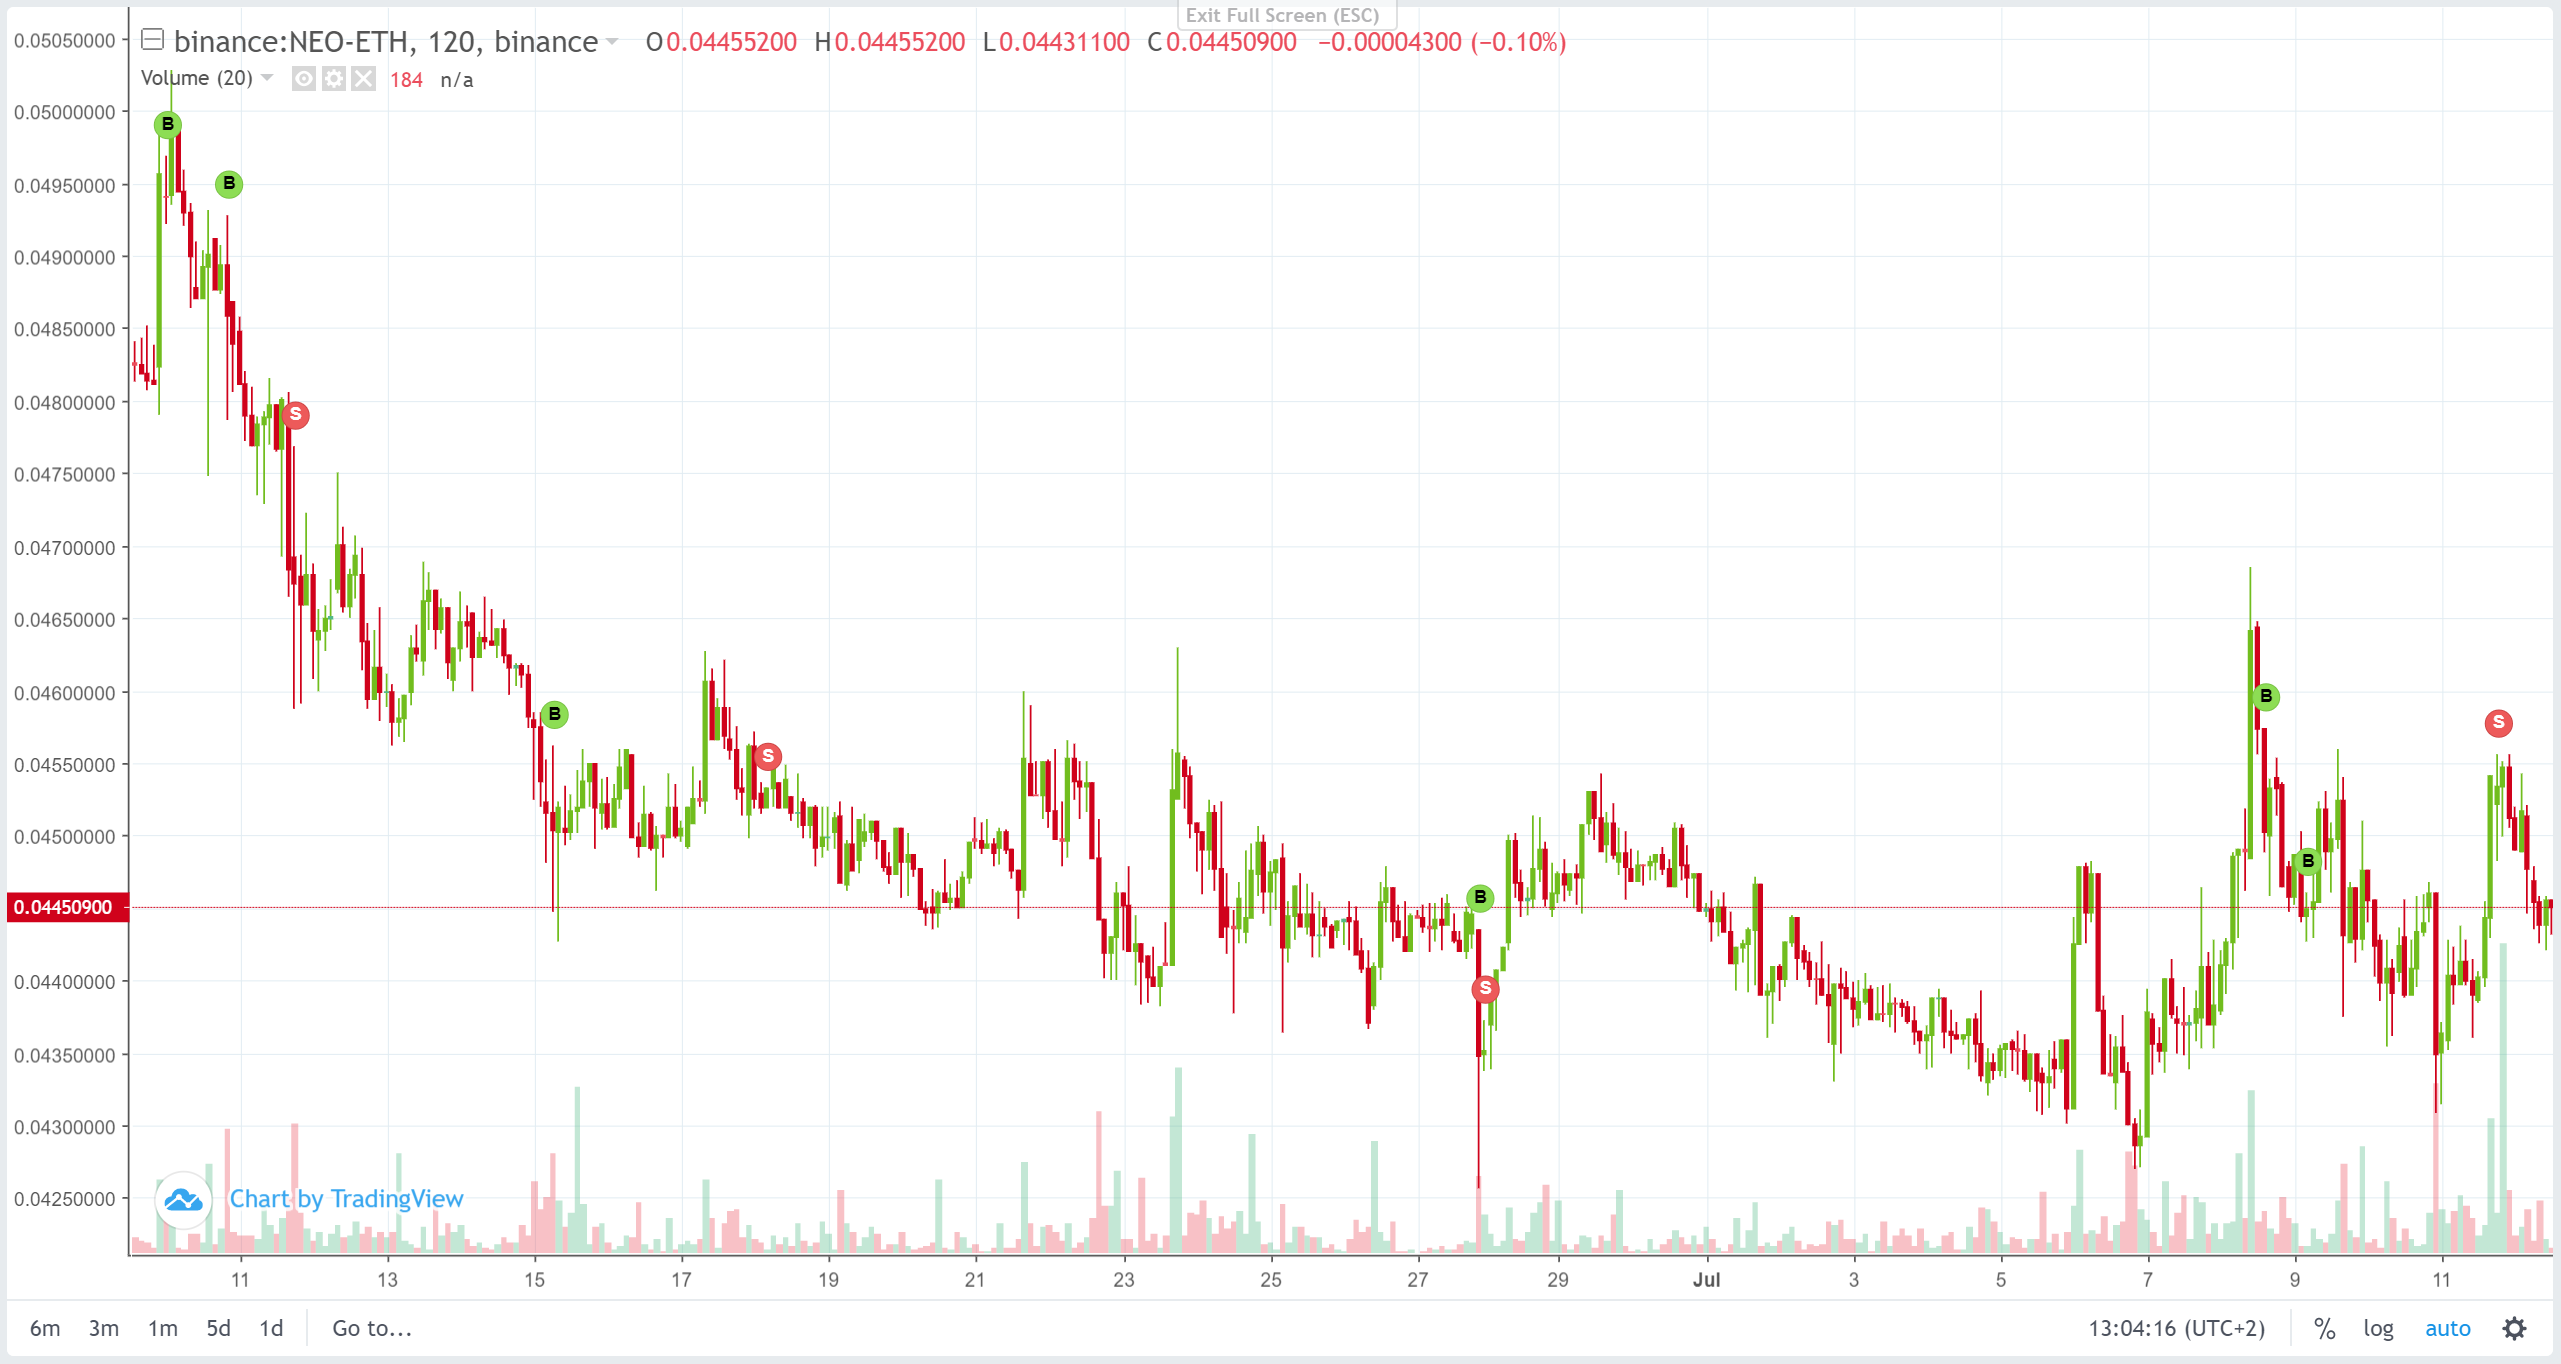 Exit Full Screen (ESC)
binance:NEO-ETH, 120, binance O0.04455200 H0.04455200 L0.04431100 C0.04450900 −0.00004300 (−0.10%)
Volume (20) 184 n/a
0.05050000
0.05000000
0.04950000
0.04900000
0.04850000
0.04800000
0.04750000
0.04700000
0.04650000
0.04600000
0.04550000
0.04500000
0.04450900
0.04400000
0.04350000
0.04300000
0.04250000
B
B
S
B
S
B
S
B
B
S
Chart by TradingView
11 13 15 17 19 21 23 25 27 29 Jul 3 5 7 9 11
6m 3m 1m 5d 1d Go to... 13:04:16 (UTC+2) % log auto